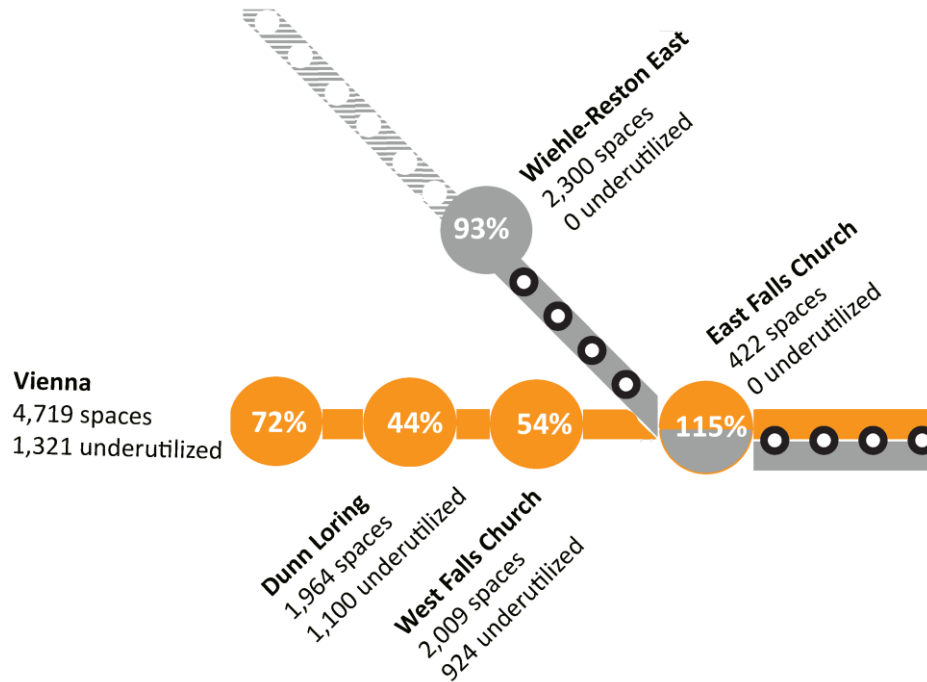 Wiehle-Reston East
2,300 spaces
0 underutilized
93%
East Falls Church
422 spaces
0 underutilized
115%
Vienna
4,719 spaces
1,321 underutilized
72%
44%
54%
Dunn Loring
1,964 spaces
1,100 underutilized
West Falls Church
2,009 spaces
924 underutilized